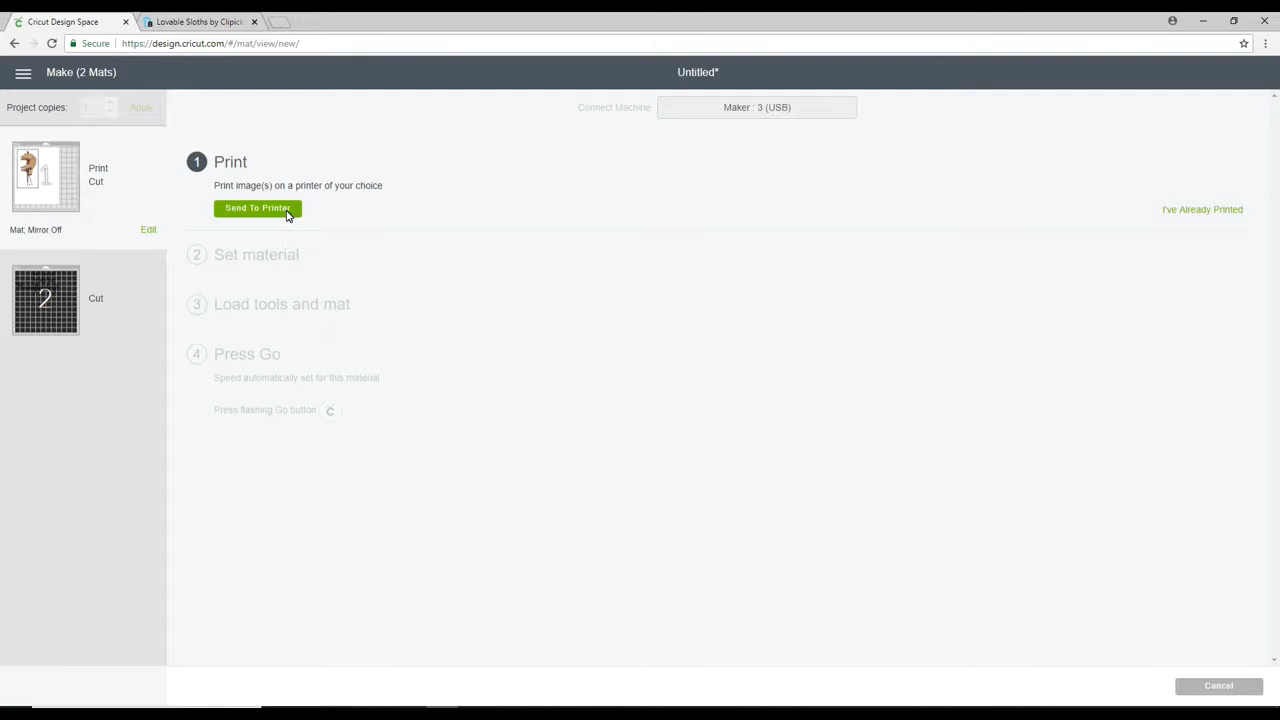 Cricut Design Space
Lovable Sloths by Clipick
Secure
https://design.cricut.com/#/mat/view/new/
Make (2 Mats)
Untitled*
Project copies:
1
Apply
Connect Machine
Maker : 3 (USB)
Print
Cut
Mat; Mirror Off
Edit
2
Cut
1
Print
Print image(s) on a printer of your choice
Send To Printer
I've Already Printed
2
Set material
3
Load tools and mat
4
Press Go
Speed automatically set for this material
Press flashing Go button
Cancel